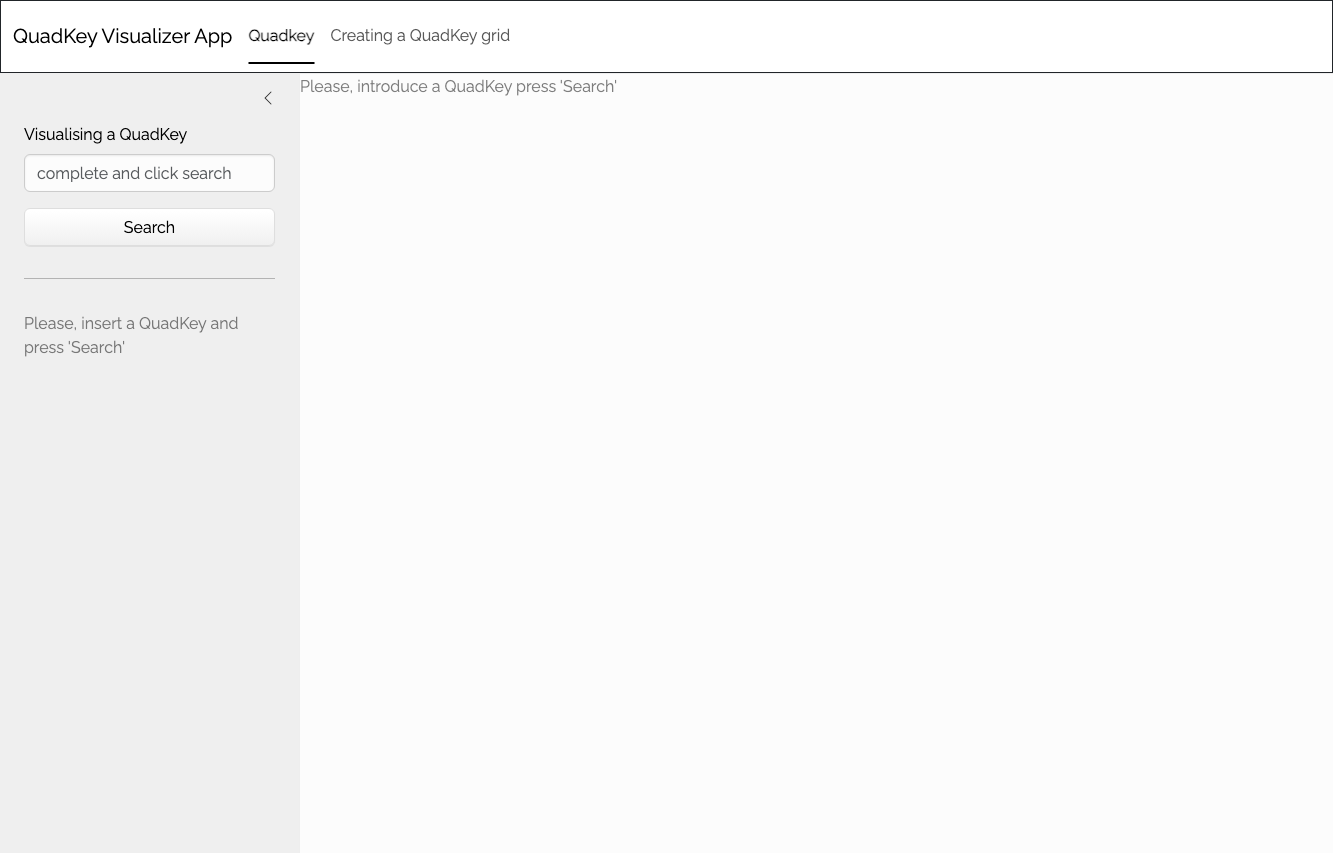 QuadKey Visualizer App Quadkey Creating a QuadKey grid
Please, introduce a QuadKey press 'Search'
Visualising a QuadKey
complete and click search
Search
Please, insert a QuadKey and
press 'Search'